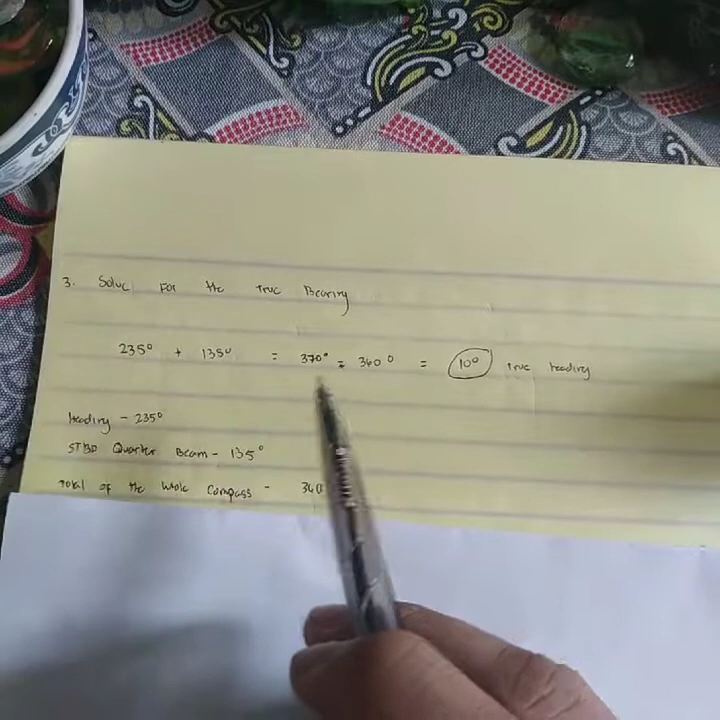 3. Solve For the true Bearing
235° + 135° = 370° - 360° = 10° true heading
Heading - 235°
STBD Quarter Beam - 135°
total of the whole compass - 360